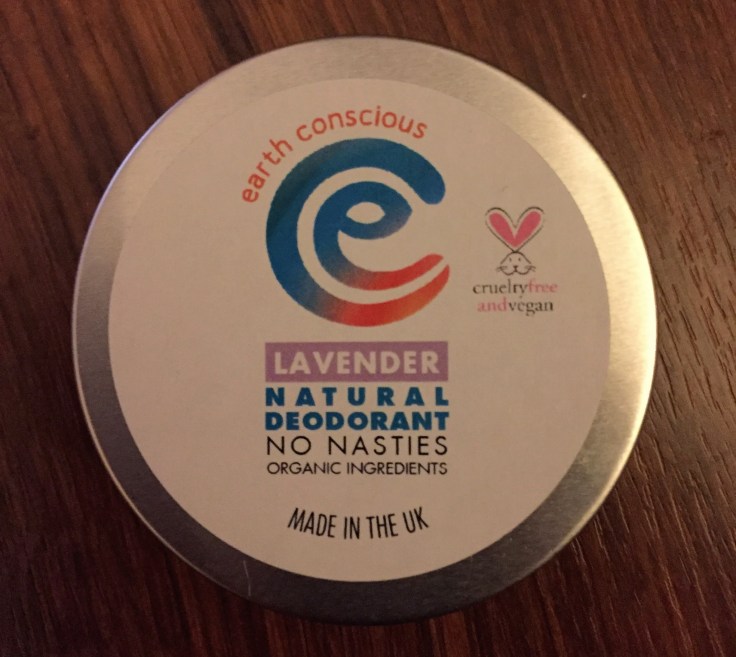 earth conscious
crueltyfree
andvegan
LAVENDER
NATURAL
DEODORANT
NO NASTIES
ORGANIC INGREDIENTS
MADE IN THE UK